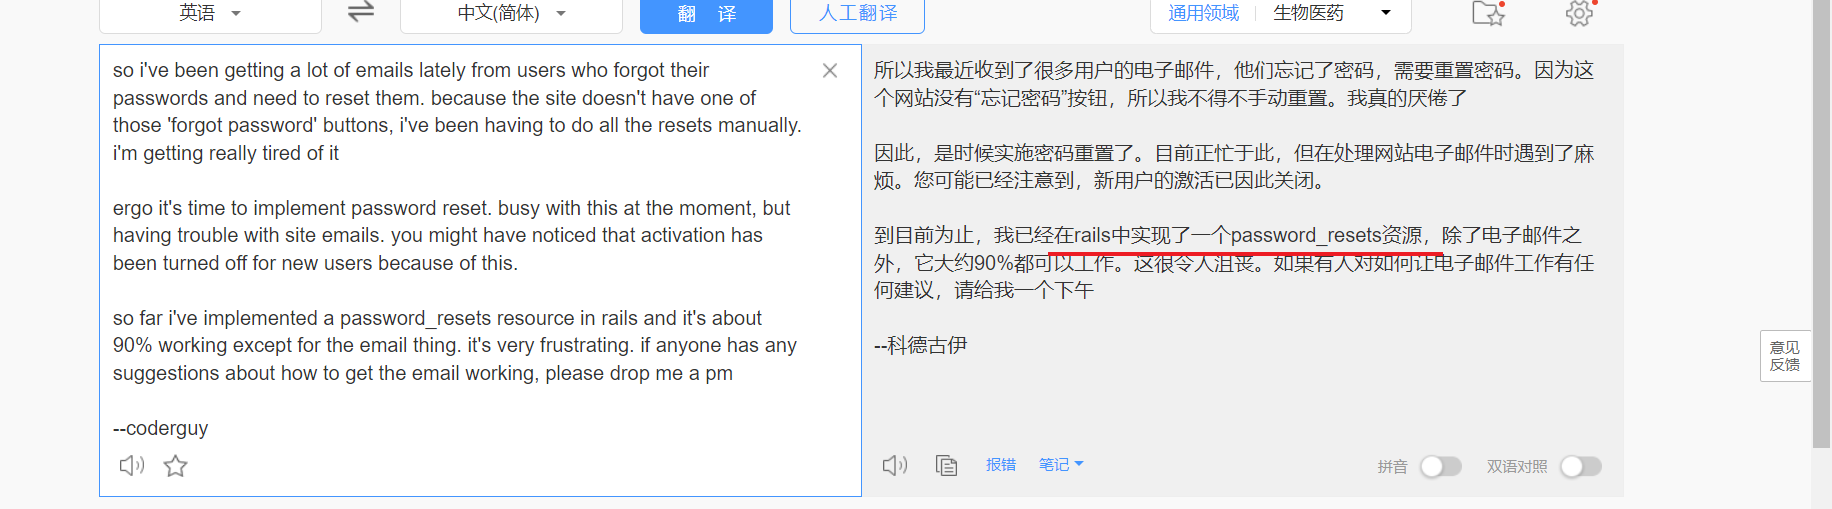 英语
中文(简体)
翻 译
人工翻译
通用领域
生物医药
so i've been getting a lot of emails lately from users who forgot their
passwords and need to reset them. because the site doesn't have one of
those 'forgot password' buttons, i've been having to do all the resets manually.
i'm getting really tired of it
ergo it's time to implement password reset. busy with this at the moment, but
having trouble with site emails. you might have noticed that activation has
been turned off for new users because of this.
so far i've implemented a password_resets resource in rails and it's about
90% working except for the email thing. it's very frustrating. if anyone has any
suggestions about how to get the email working, please drop me a pm
--coderguy
所以我最近收到了很多用户的电子邮件，他们忘记了密码，需要重置密码。因为这
个网站没有“忘记密码”按钮，所以我不得不手动重置。我真的厌倦了
因此，是时候实施密码重置了。目前正忙于此，但在处理网站电子邮件时遇到了麻
烦。您可能已经注意到，新用户的激活已因此关闭。
到目前为止，我已经在rails中实现了一个password_resets资源，除了电子邮件之
外，它大约90%都可以工作。这很令人沮丧。如果有人对如何让电子邮件工作有任
何建议，请给我一个下午
--科德古伊
报错
笔记
拼音
双语对照
意见
反馈